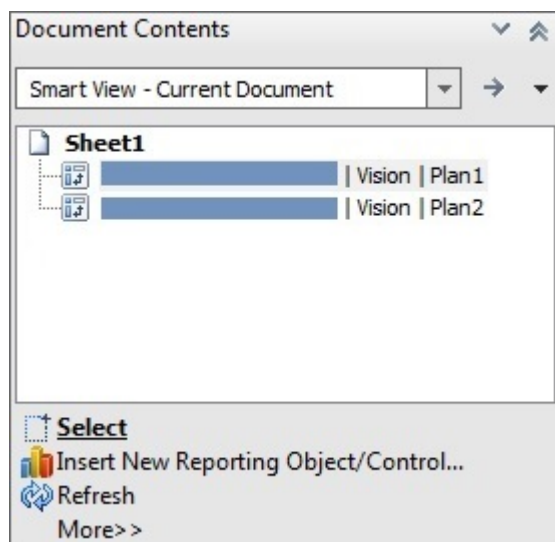 Document Contents
Smart View - Current Document
Sheet1
| Vision | Plan1
| Vision | Plan2
Select
Insert New Reporting Object/Control...
Refresh
More>>